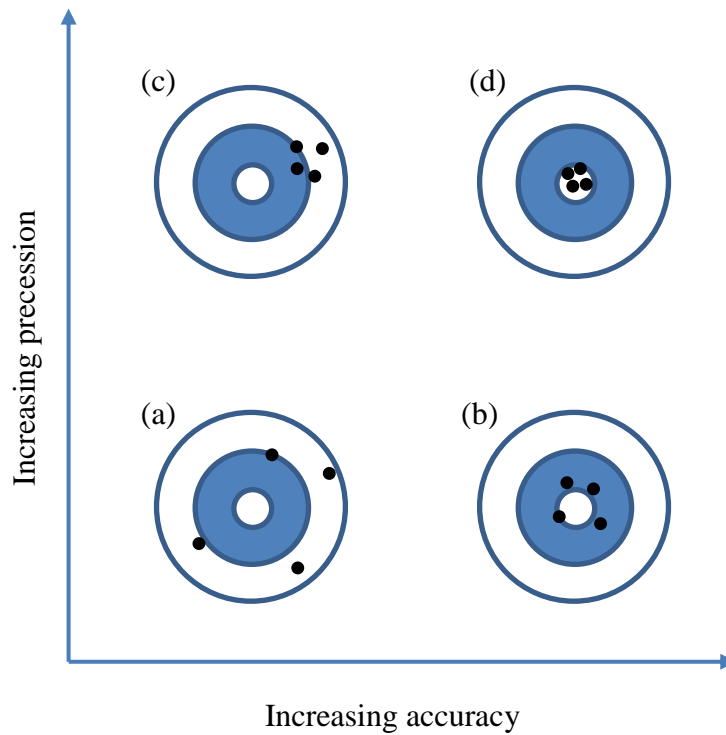 (c)
(d)
Increasing precession
(a)
(b)
Increasing accuracy